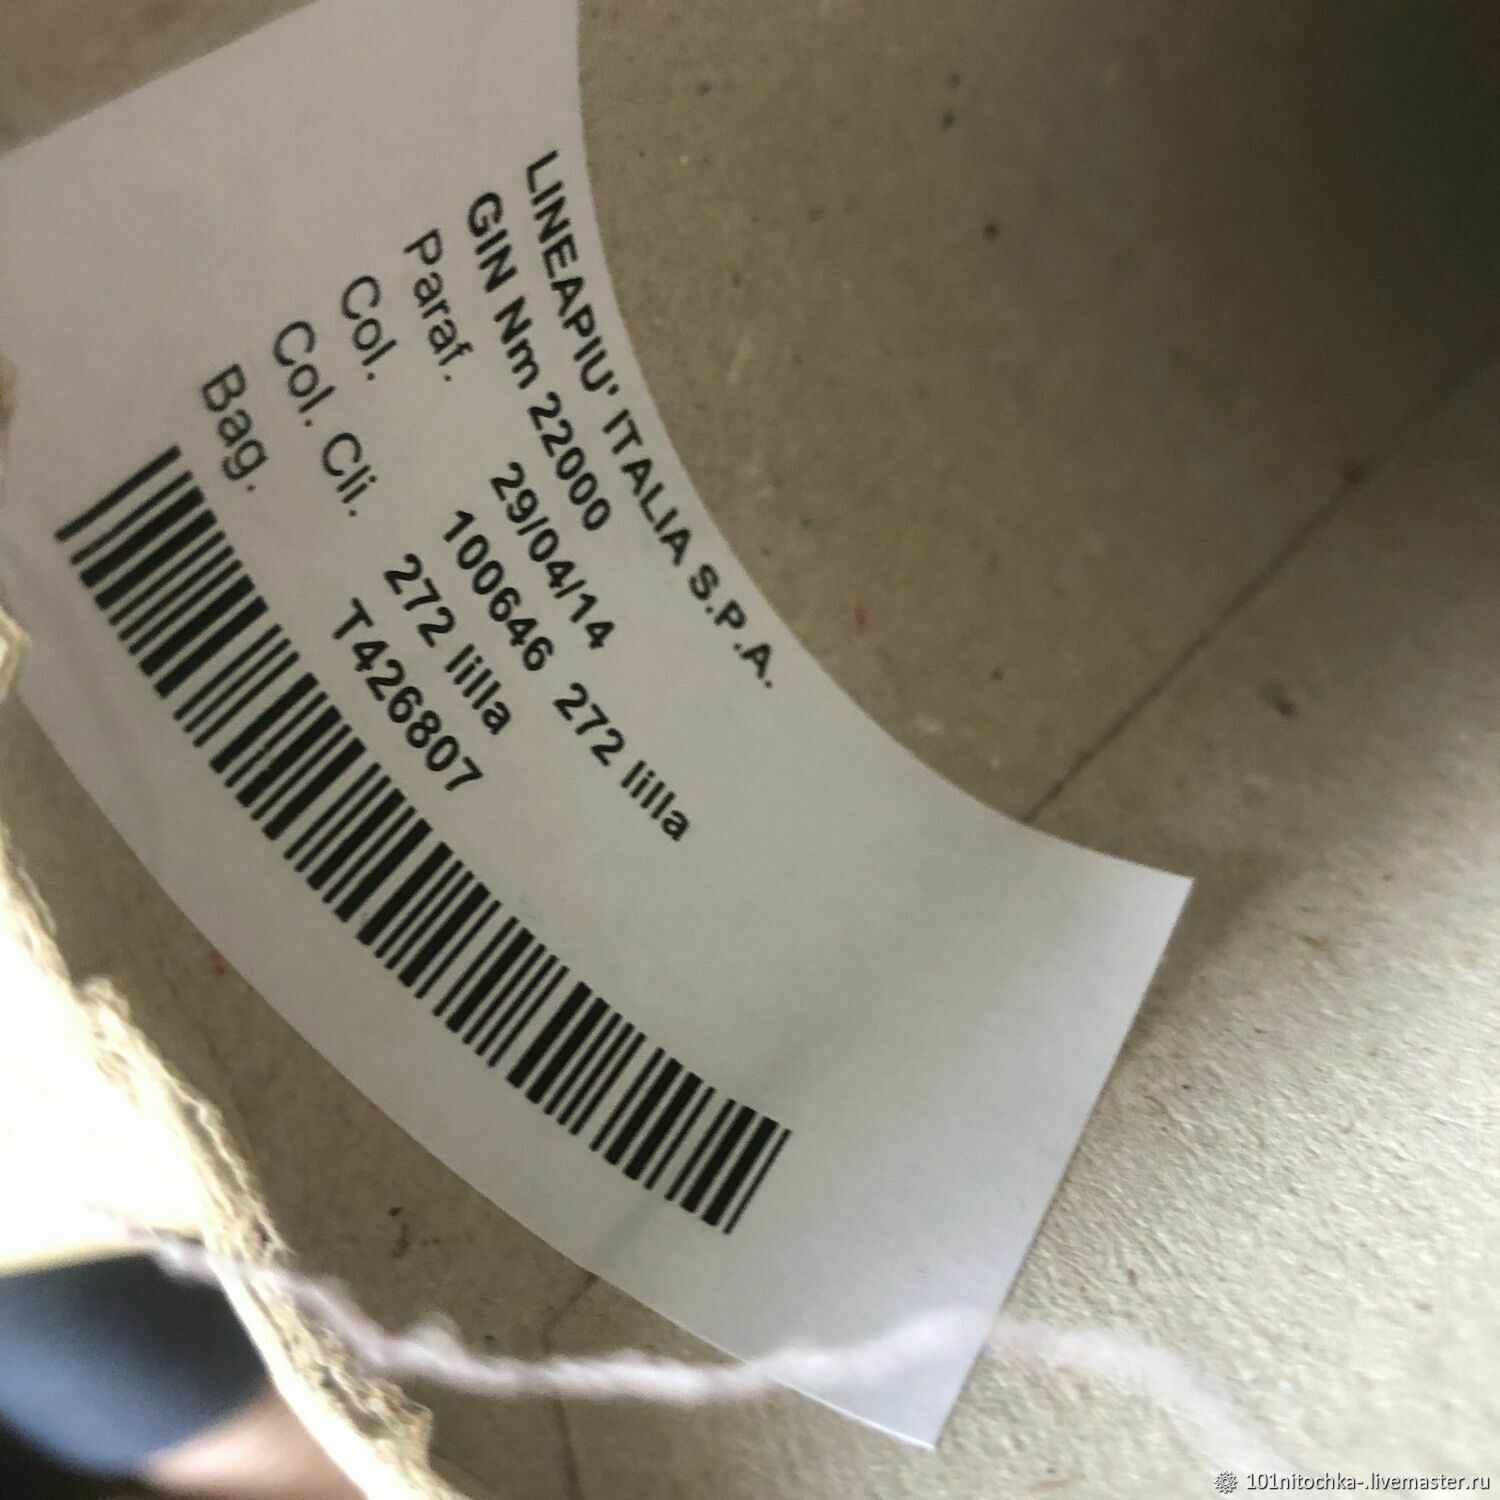 LINEAPIU' ITALIA S.P.A.
GIN Nm 22000
Paraf. 29/04/14
Col. 100646 272 lilla
Col. Cli. 272 lilla
Bag. T426807
101nitochka-.livemaster.ru